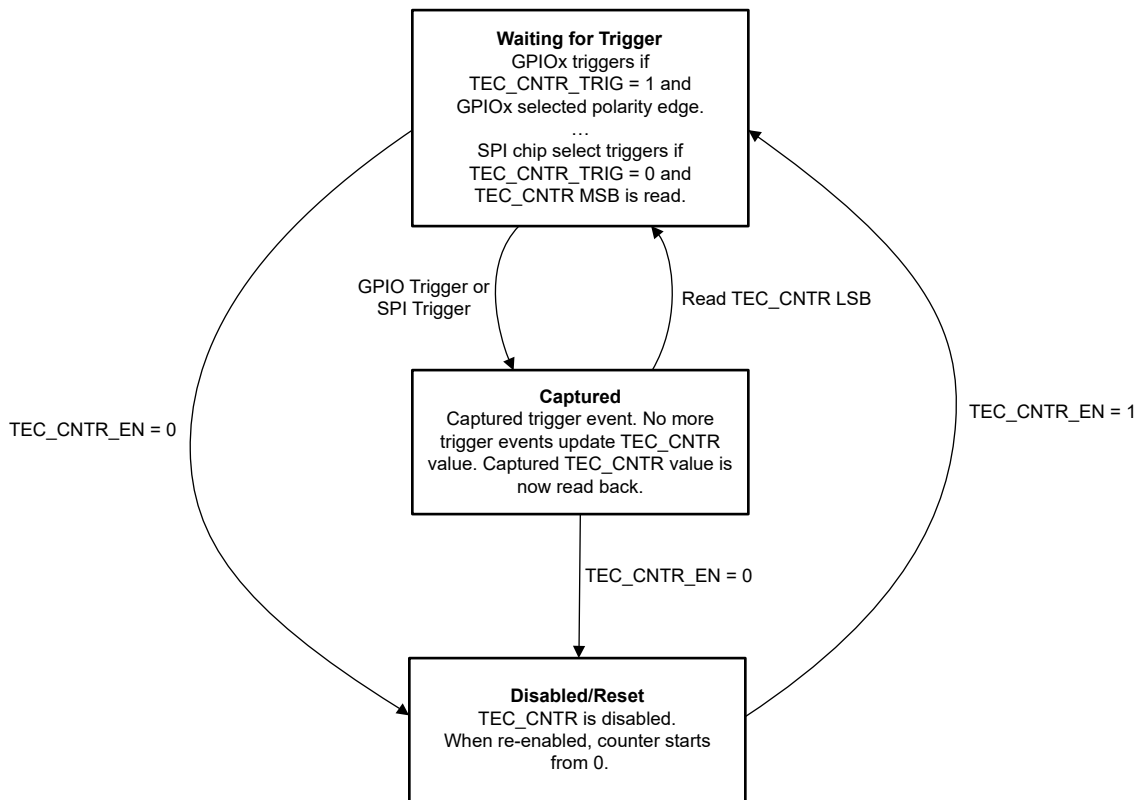 Waiting for Trigger
GPIOx triggers if
TEC_CNTR_TRIG = 1 and
GPIOx selected polarity edge.
…
SPI chip select triggers if
TEC_CNTR_TRIG = 0 and
TEC_CNTR MSB is read.
GPIO Trigger or
SPI Trigger
Read TEC_CNTR LSB
Captured
Captured trigger event. No more
trigger events update TEC_CNTR
value. Captured TEC_CNTR value is
now read back.
TEC_CNTR_EN = 0
TEC_CNTR_EN = 1
TEC_CNTR_EN = 0
Disabled/Reset
TEC_CNTR is disabled.
When re-enabled, counter starts
from 0.